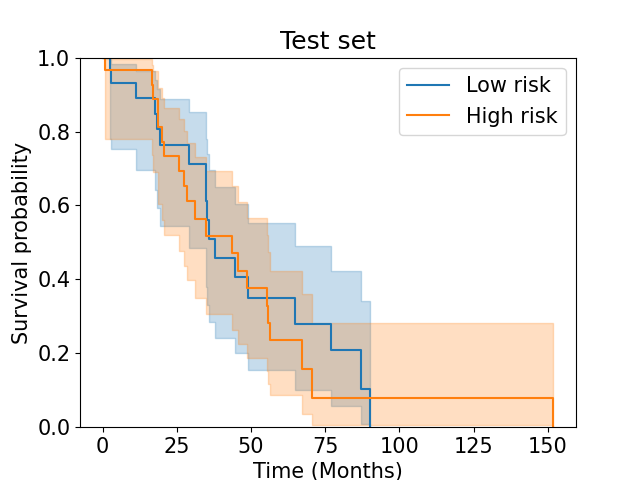 Test set
Survival probability
1.0
0.8
0.6
0.4
0.2
0.0
Low risk
High risk
0 25 50 75 100 125 150
Time (Months)